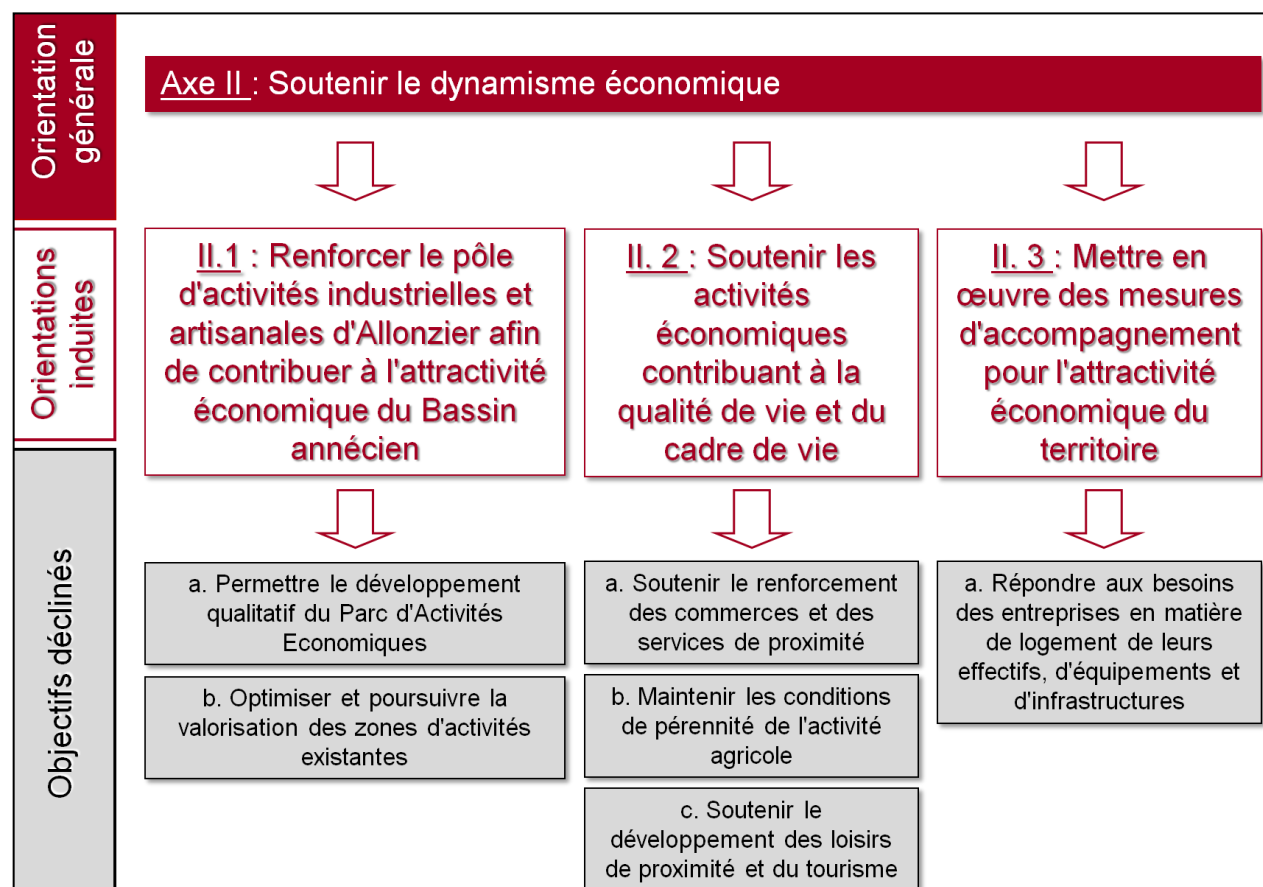 Orientation
générale
Axe II : Soutenir le dynamisme économique
Orientations
induites
II.1 : Renforcer le pôle
d'activités industrielles et
artisanales d'Allonzier afin
de contribuer à l'attractivité
économique du Bassin
annécien
II. 2 : Soutenir les
activités
économiques
contribuant à la
qualité de vie et du
cadre de vie
II. 3 : Mettre en
œuvre des mesures
d'accompagnement
pour l'attractivité
économique du
territoire
Objectifs déclinés
a. Permettre le développement
qualitatif du Parc d'Activités
Economiques
b. Optimiser et poursuivre la
valorisation des zones d'activités
existantes
a. Soutenir le renforcement
des commerces et des
services de proximité
b. Maintenir les conditions
de pérennité de l'activité
agricole
c. Soutenir le
développement des loisirs
de proximité et du tourisme
a. Répondre aux besoins
des entreprises en matière
de logement de leurs
effectifs, d'équipements et
d'infrastructures